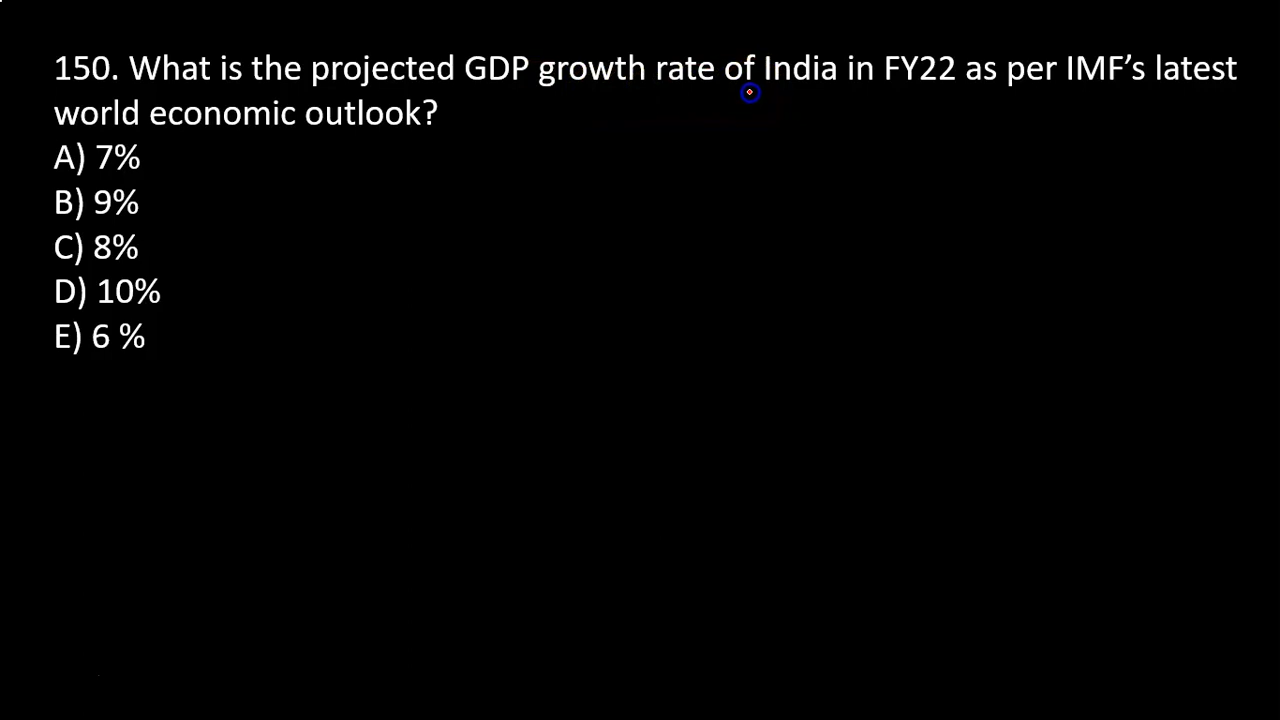 150. What is the projected GDP growth rate of India in FY22 as per IMF’s latest
world economic outlook?
A) 7%
B) 9%
C) 8%
D) 10%
E) 6 %